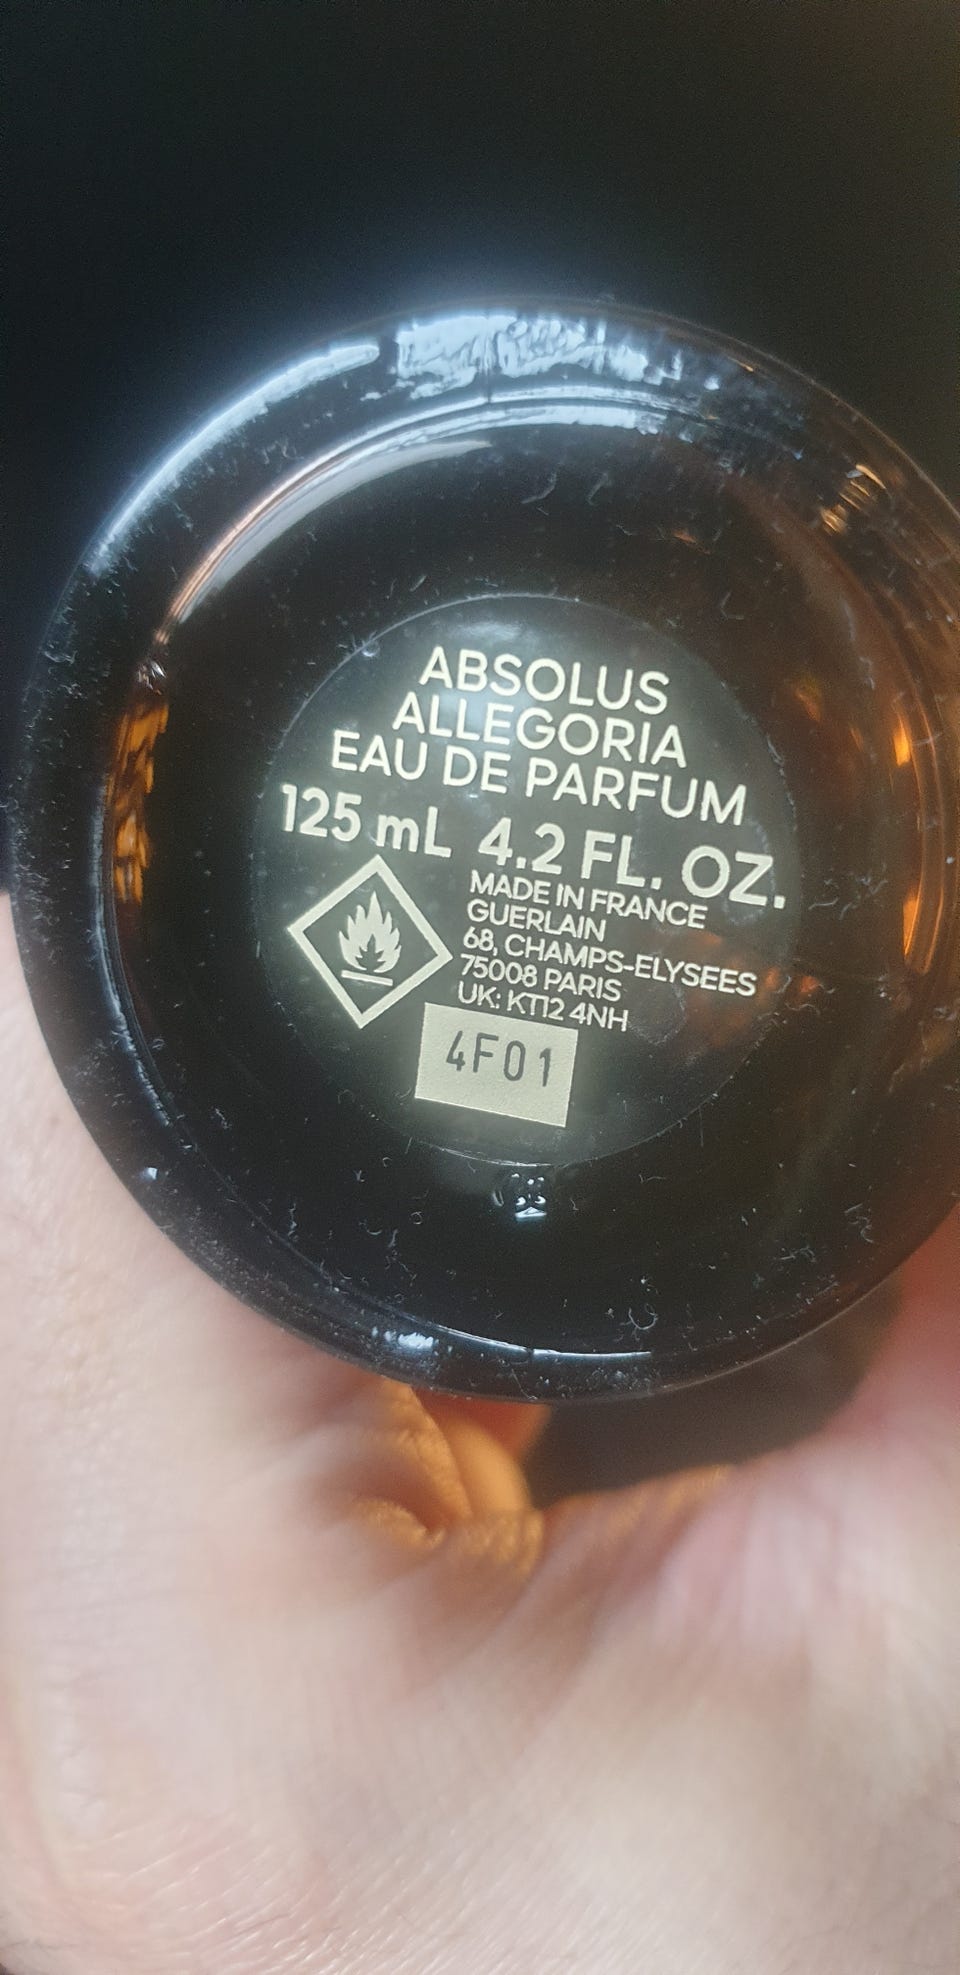 ABSOLUS
ALLEGORIA
EAU DE PARFUM
125 mL 4.2 FL. OZ.
MADE IN FRANCE
GUERLAIN
68, CHAMPS-ELYSEES
75008 PARIS
UK: KT12 4NH
4F01